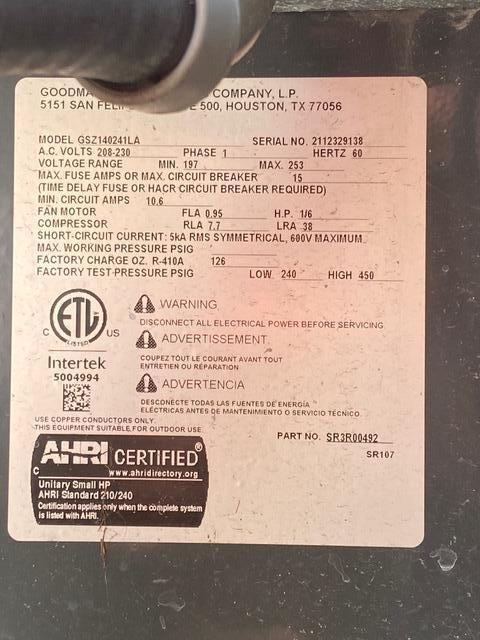 GOODMA COMPANY, L.P.
5151 SAN FELI E 500, HOUSTON, TX 77056
MODEL GSZ140241LA SERIAL NO. 2112329138
A.C. VOLTS 208-230 PHASE 1 HERTZ 60
VOLTAGE RANGE MIN. 197 MAX. 253
MAX. FUSE AMPS OR MAX. CIRCUIT BREAKER 15
(TIME DELAY FUSE OR HACR CIRCUIT BREAKER REQUIRED)
MIN. CIRCUIT AMPS 10.6
FAN MOTOR FLA 0.95 H.P. 1/6
COMPRESSOR RLA 7.7 LRA 38
SHORT-CIRCUIT CURRENT: 5kA RMS SYMMETRICAL, 600V MAXIMUM
MAX. WORKING PRESSURE PSIG
FACTORY CHARGE OZ. R-410A 126
FACTORY TEST-PRESSURE PSIG LOW 240 HIGH 450
C ETL US
LISTED
Intertek
5004994
WARNING
DISCONNECT ALL ELECTRICAL POWER BEFORE SERVICING
AVERTISSEMENT
COUPEZ TOUT LE COURANT AVANT TOUT
ENTRETIEN OU RÉPARATION
ADVERTENCIA
DESCONECTE TODAS LAS FUENTES DE ENERGÍA
ELÉCTRICAS ANTES DE MANTENIMIENTO O SERVICIO TÉCNICO
USE COPPER CONDUCTORS ONLY.
THIS EQUIPMENT SUITABLE FOR OUTDOOR USE.
PART NO. SR3R00492
SR107
C AHRI CERTIFIED®
www.ahridirectory.org
Unitary Small HP
AHRI Standard 210/240
Certification applies only when the complete system
is listed with AHRI.